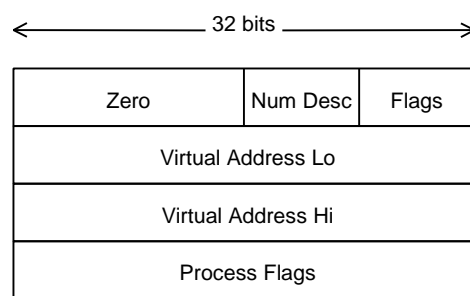 32 bits
Zero Num Desc Flags
Virtual Address Lo
Virtual Address Hi
Process Flags